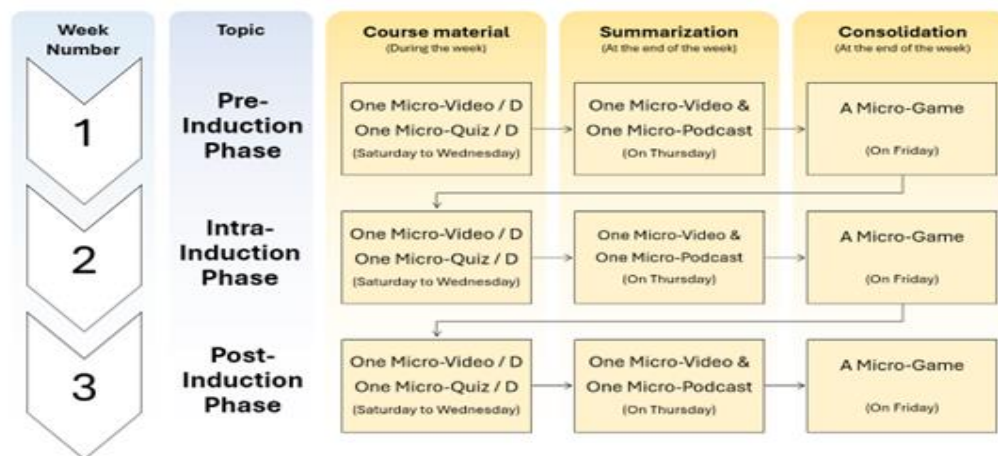 Week
Number
Topic
Course material
(During the week)
Summarization
(At the end of the week)
Consolidation
(At the end of the week)
1
Pre-
Induction
Phase
One Micro-Video / D
One Micro-Quiz / D
(Saturday to Wednesday)
One Micro-Video &
One Micro-Podcast
(On Thursday)
A Micro-Game
(On Friday)
2
Intra-
Induction
Phase
One Micro-Video / D
One Micro-Quiz / D
(Saturday to Wednesday)
One Micro-Video &
One Micro-Podcast
(On Thursday)
A Micro-Game
(On Friday)
3
Post-
Induction
Phase
One Micro-Video / D
One Micro-Quiz / D
(Saturday to Wednesday)
One Micro-Video &
One Micro-Podcast
(On Thursday)
A Micro-Game
(On Friday)